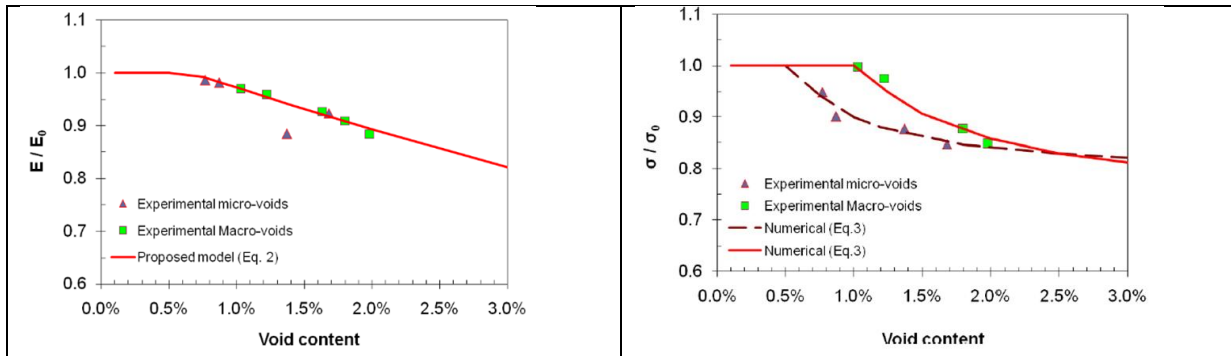 1.1
1.0
0.9
0.8
0.7
0.6
E / E0
Experimental micro-voids
Experimental Macro-voids
Proposed model (Eq. 2)
0.0% 0.5% 1.0% 1.5% 2.0% 2.5% 3.0%
Void content
1.1
1.0
0.9
0.8
0.7
0.6
σ / σ0
Experimental micro-voids
Experimental Macro-voids
Numerical (Eq.3)
Numerical (Eq.3)
0.0% 0.5% 1.0% 1.5% 2.0% 2.5% 3.0%
Void content